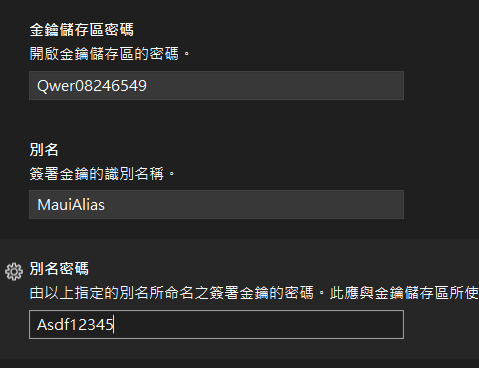 金鑰儲存區密碼
開啟金鑰儲存區的密碼。
Qwer08246549
別名
簽署金鑰的識別名稱。
MauiAlias
別名密碼
由以上指定的別名所命名之簽署金鑰的密碼。此應與金鑰儲存區所使
Asdf12345